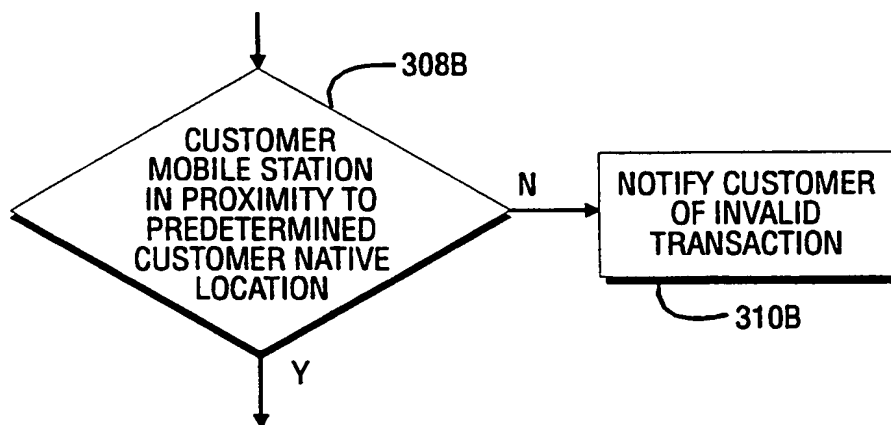 308B
CUSTOMER
MOBILE STATION
IN PROXIMITY TO
PREDETERMINED
CUSTOMER NATIVE
LOCATION
N
NOTIFY CUSTOMER
OF INVALID
TRANSACTION
310B
Y